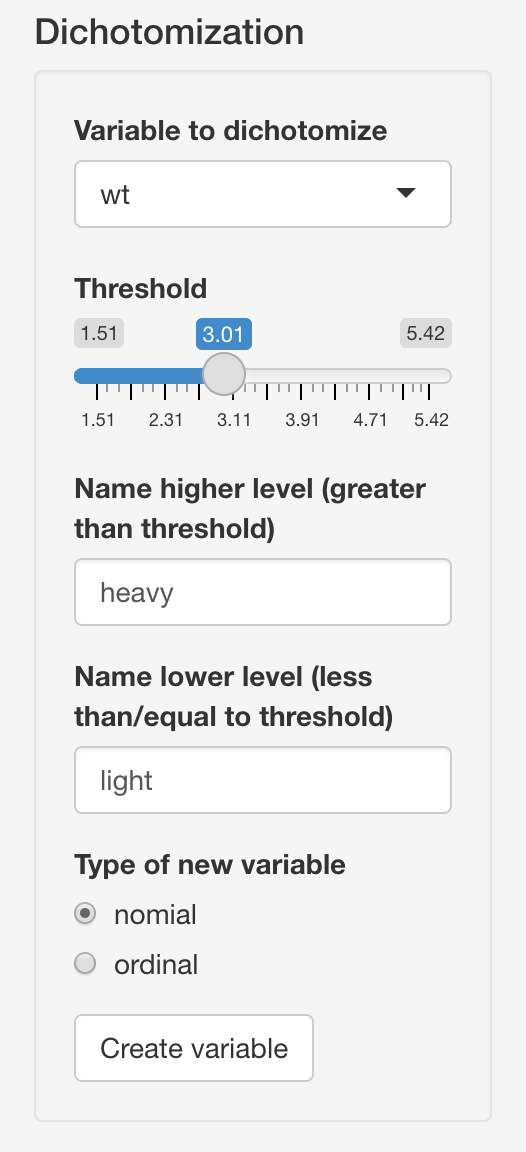 Dichotomization
Variable to dichotomize
wt
Threshold
1.51 3.01 5.42
1.51 2.31 3.11 3.91 4.71 5.42
Name higher level (greater
than threshold)
heavy
Name lower level (less
than/equal to threshold)
light
Type of new variable
nomial
ordinal
Create variable